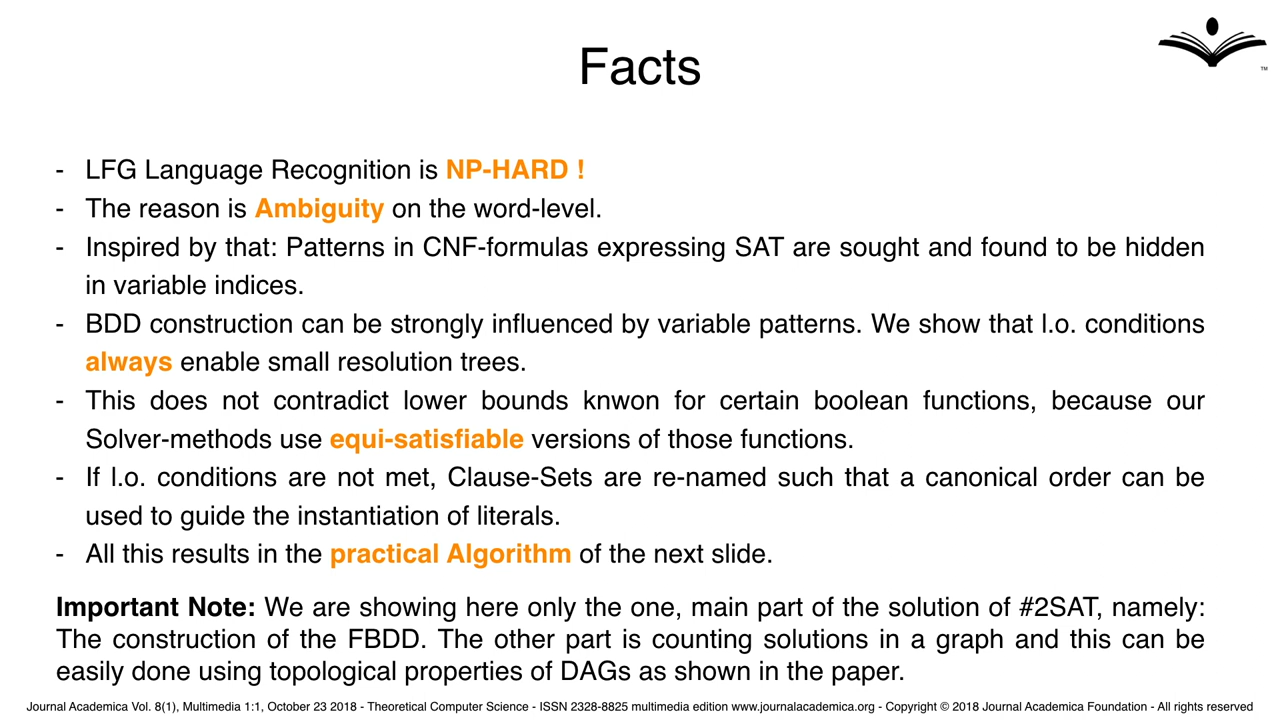 Facts
TM
- LFG Language Recognition is NP-HARD !
- The reason is Ambiguity on the word-level.
- Inspired by that: Patterns in CNF-formulas expressing SAT are sought and found to be hidden
in variable indices.
- BDD construction can be strongly influenced by variable patterns. We show that l.o. conditions
always enable small resolution trees.
- This does not contradict lower bounds knwon for certain boolean functions, because our
Solver-methods use equi-satisfiable versions of those functions.
- If l.o. conditions are not met, Clause-Sets are re-named such that a canonical order can be
used to guide the instantiation of literals.
- All this results in the practical Algorithm of the next slide.
Important Note: We are showing here only the one, main part of the solution of #2SAT, namely:
The construction of the FBDD. The other part is counting solutions in a graph and this can be
easily done using topological properties of DAGs as shown in the paper.
Journal Academica Vol. 8(1), Multimedia 1:1, October 23 2018 - Theoretical Computer Science - ISSN 2328-8825 multimedia edition www.journalacademica.org - Copyright © 2018 Journal Academica Foundation - All rights reserved